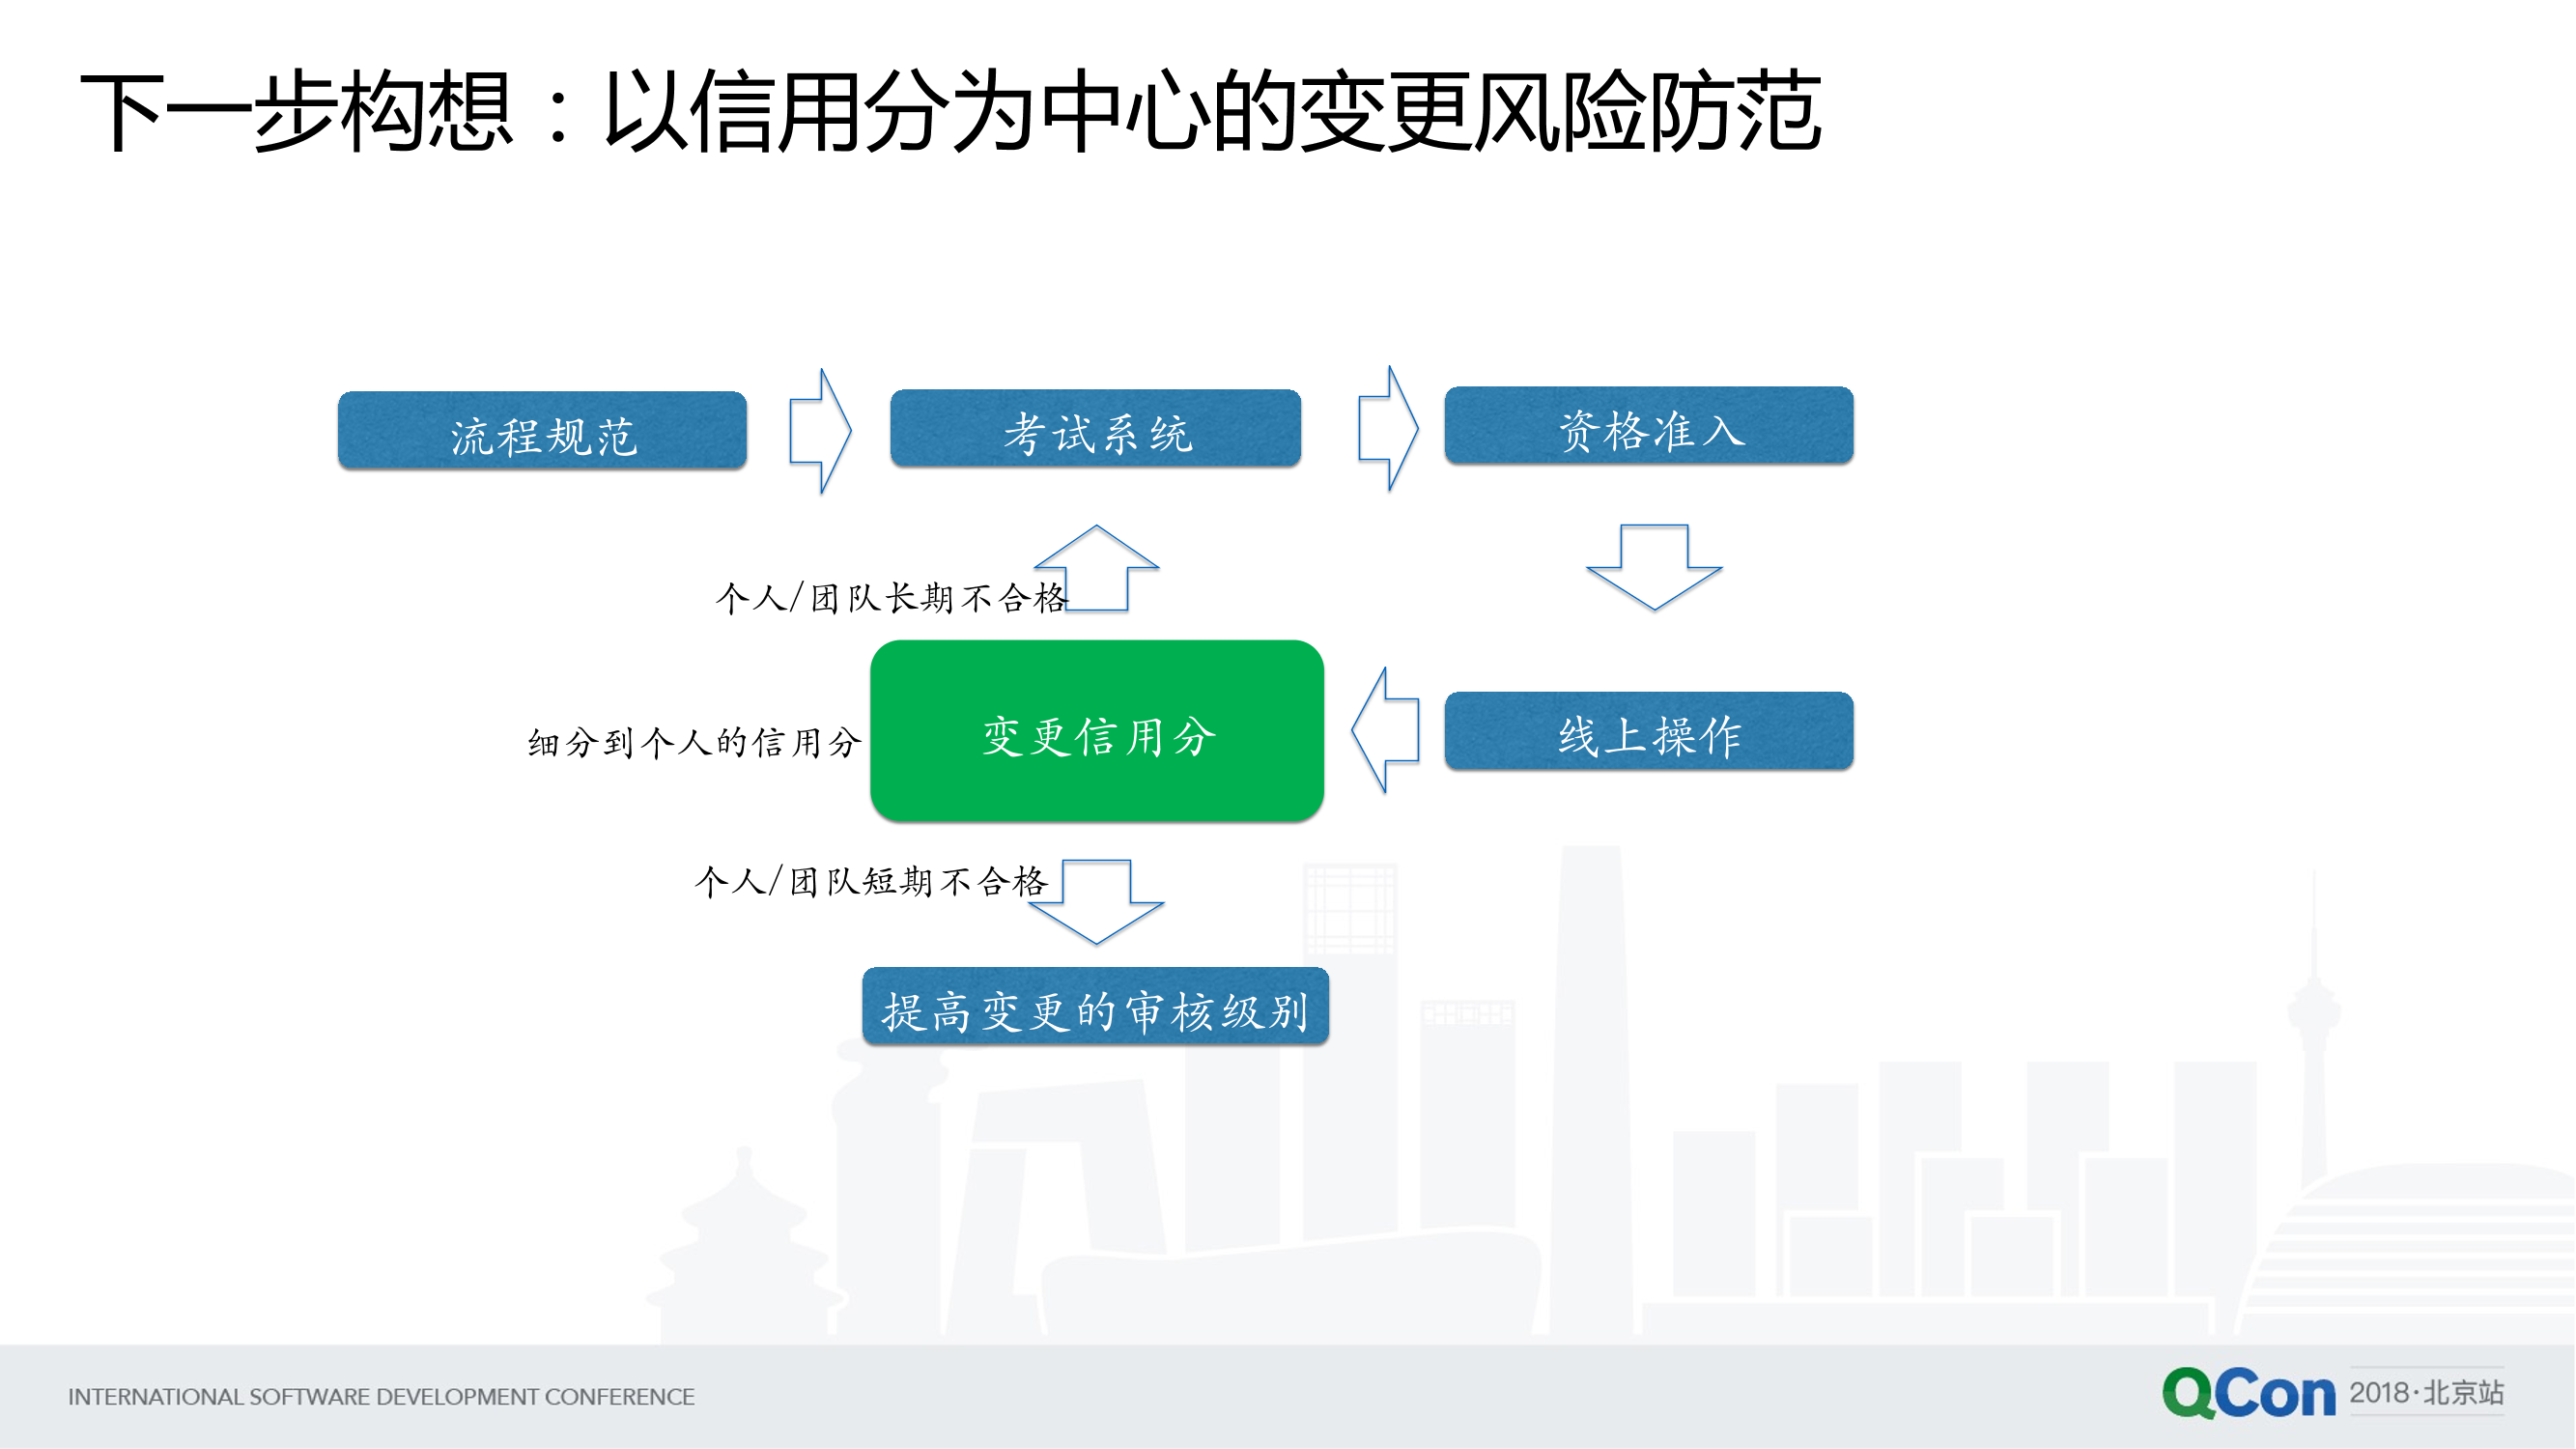 下一步构想：以信用分为中心的变更风险防范
流程规范
考试系统
资格准入
个人/团队长期不合格
细分到个人的信用分
变更信用分
线上操作
个人/团队短期不合格
提高变更的审核级别
INTERNATIONAL SOFTWARE DEVELOPMENT CONFERENCE
QCon 2018·北京站